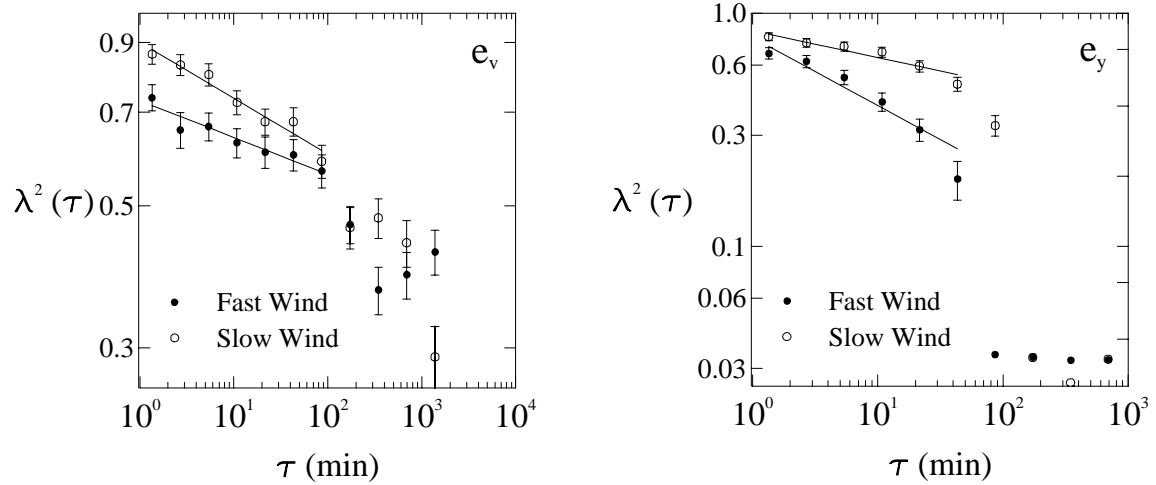 e_v
0.9
0.7
λ² (τ)
0.5
0.3
Fast Wind
Slow Wind
10⁰ 10¹ 10² 10³ 10⁴
τ (min)
e_y
1.0
0.6
0.3
λ² (τ)
0.1
0.06
0.03
Fast Wind
Slow Wind
10⁰ 10¹ 10² 10³
τ (min)